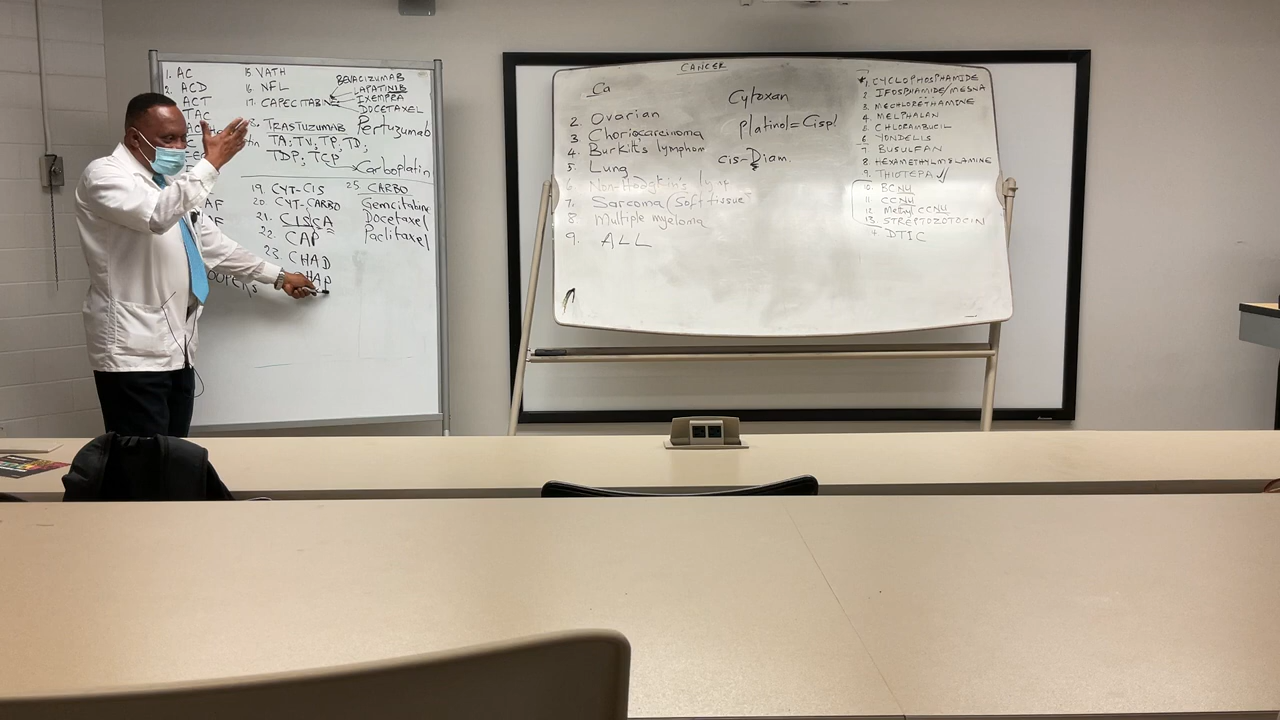 1. AC
2. ACD
ACT
TAC
15. VATH
16. NFL
17. CAPECITABINE
BEVACIZUMAB
LAPATINIB
IXEMPRA
DOCETAXEL
TRASTUZUMAB
Pertuzumab
TA, TV, TP, TD,
TDP, TCP
Carboplatin
19. CYT-CIS
20. CYT-CARBO
21. CISCA
22. CAP
23. CHAD
HAP
25. CARBO
Gemcitabine
Docetaxel
Paclitaxel
CANCER
Ca
2. Ovarian
3. Choriocarcinoma
4. Burkitt's lymphom
5. Lung
6. Non-Hodgkin's lym
7. Sarcoma (Soft tissue)
8. Multiple myeloma
9. ALL
Cytoxan
platinol = Cispl
cis-Diam.
1. CYCLOPHOSPHAMIDE
2. IFOSPHAMIDE/MESNA
3. MECHLORETHAMINE
4. MELPHALAN
5. CHLORAMBUCIL
6. YONDELIS
7. BUSULFAN
8. HEXAMETHYLMELAMINE
9. THIOTEPA ✓
10. BCNU
11. CCNU
12. Methyl CCNU
13. STREPTOZOTOCIN
DTIC